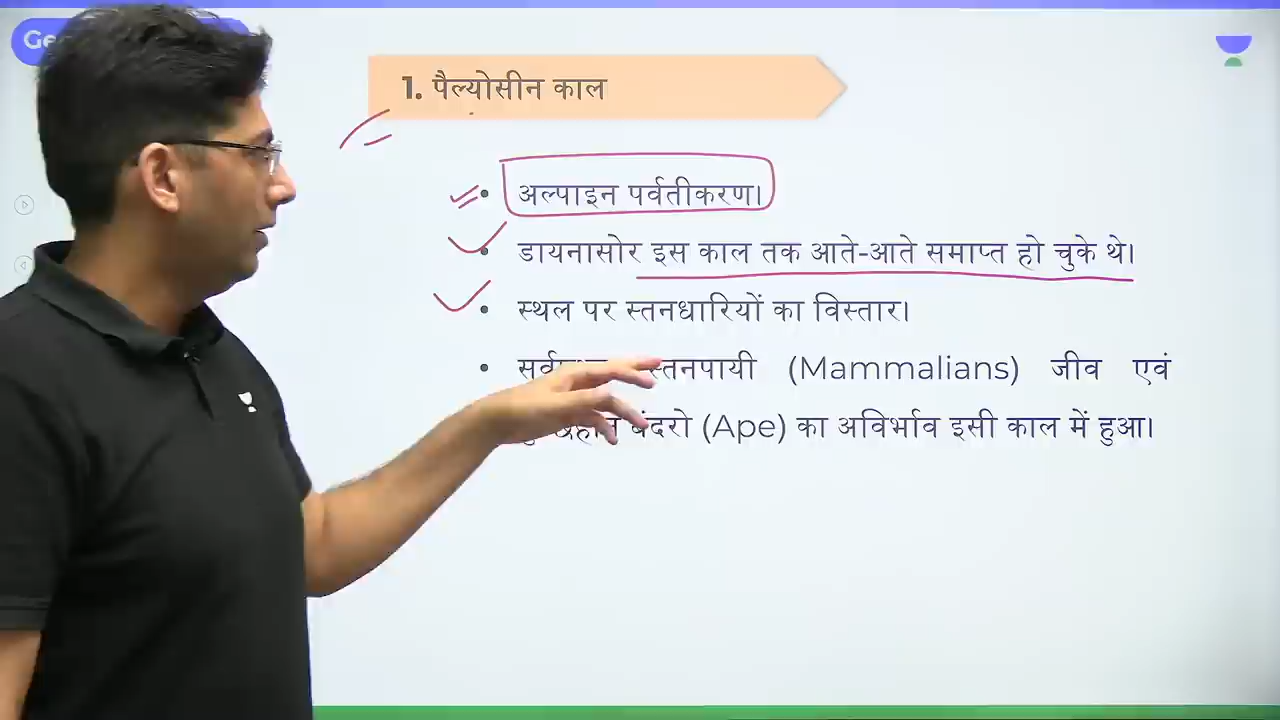 Ge
1. पैल्योसीन काल
अल्पाइन पर्वतीकरण।
डायनासोर इस काल तक आते-आते समाप्त हो चुके थे।
स्थल पर स्तनधारियों का विस्तार।
स्तनपायी (Mammalians) जीव एवं
बंदरो (Ape) का अविर्भाव इसी काल में हुआ।